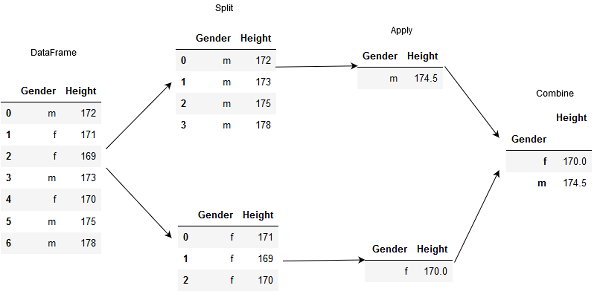 DataFrame
Gender Height
0 m 172
1 f 171
2 f 169
3 m 173
4 f 170
5 m 175
6 m 178
Split
Gender Height
0 m 172
1 m 173
2 m 175
3 m 178
Gender Height
0 f 171
1 f 169
2 f 170
Apply
Gender Height
m 174.5
Gender Height
f 170.0
Combine
Height
Gender
f 170.0
m 174.5